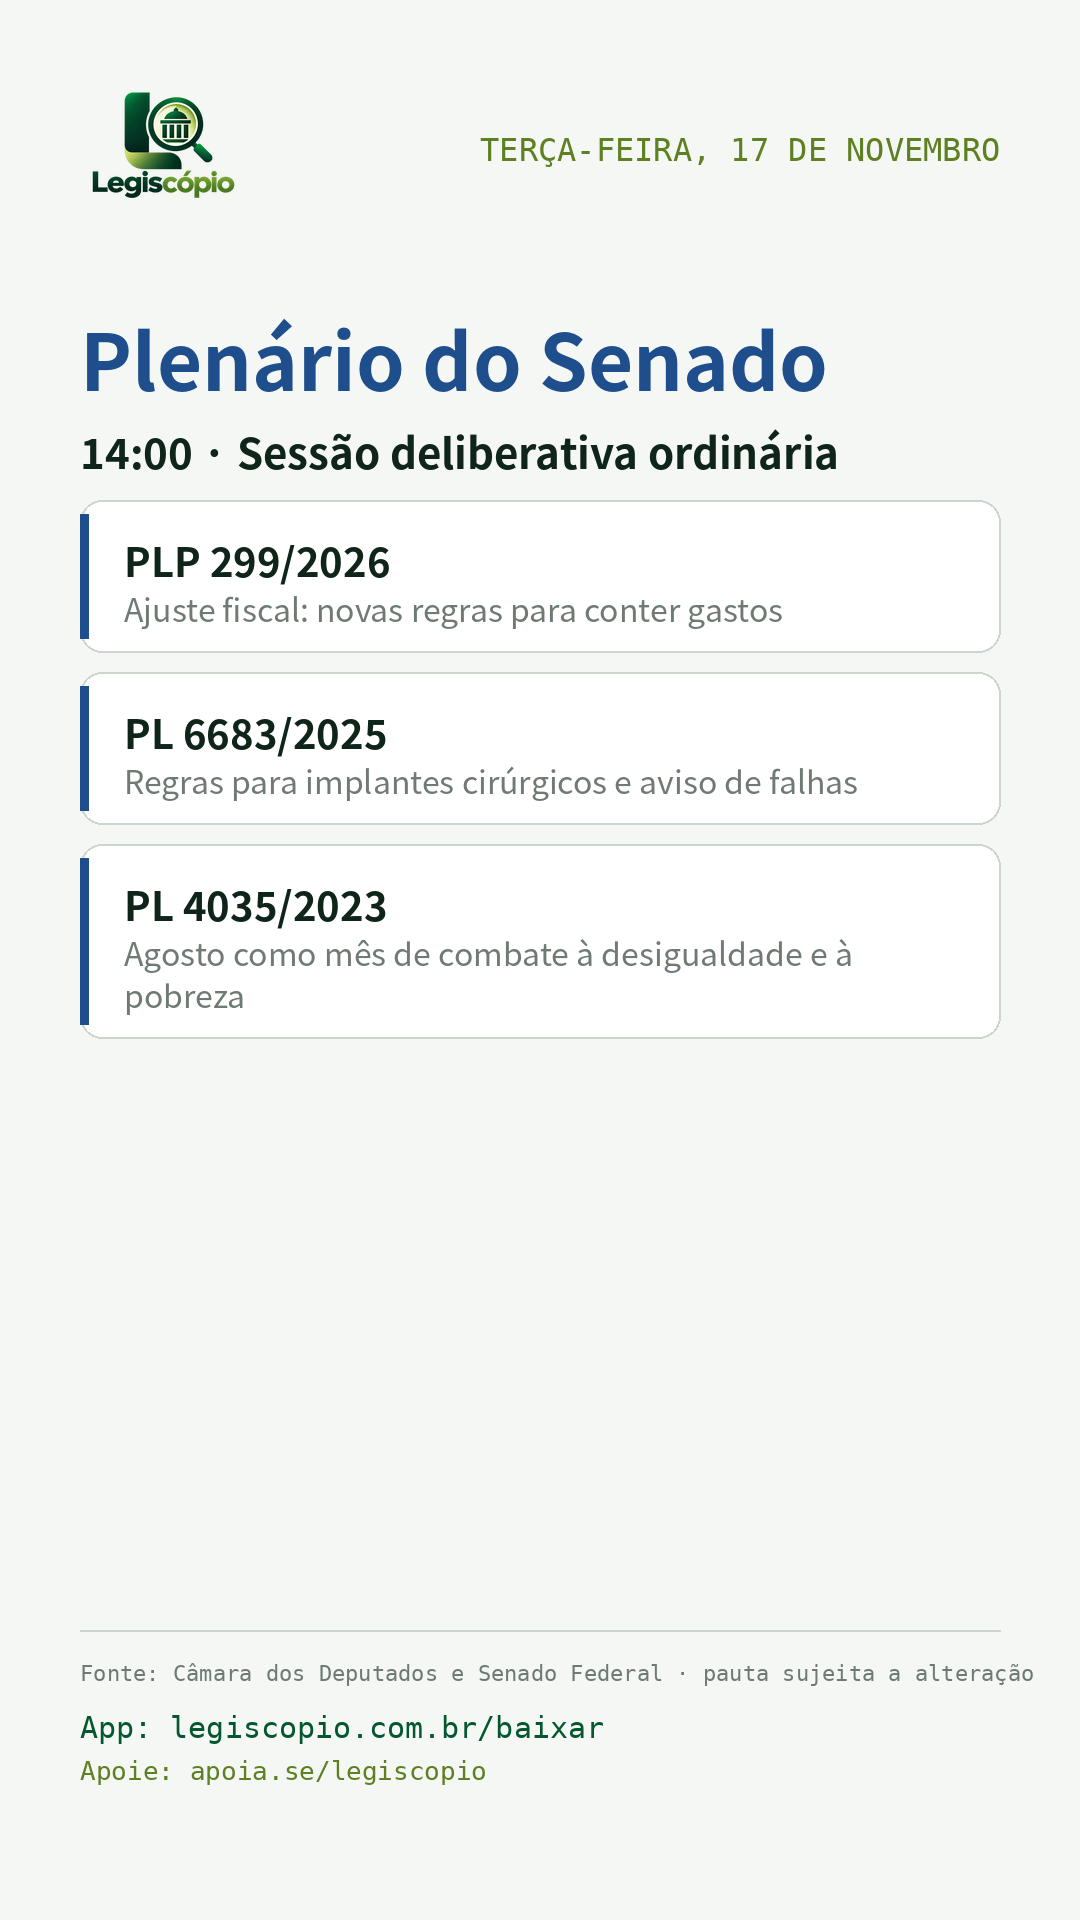 Legiscópio
TERÇA-FEIRA, 17 DE NOVEMBRO
Plenário do Senado
14:00 · Sessão deliberativa ordinária
PLP 299/2026
Ajuste fiscal: novas regras para conter gastos
PL 6683/2025
Regras para implantes cirúrgicos e aviso de falhas
PL 4035/2023
Agosto como mês de combate à desigualdade e à
pobreza
Fonte: Câmara dos Deputados e Senado Federal · pauta sujeita a alteração
App: legiscopio.com.br/baixar
Apoie: apoia.se/legiscopio